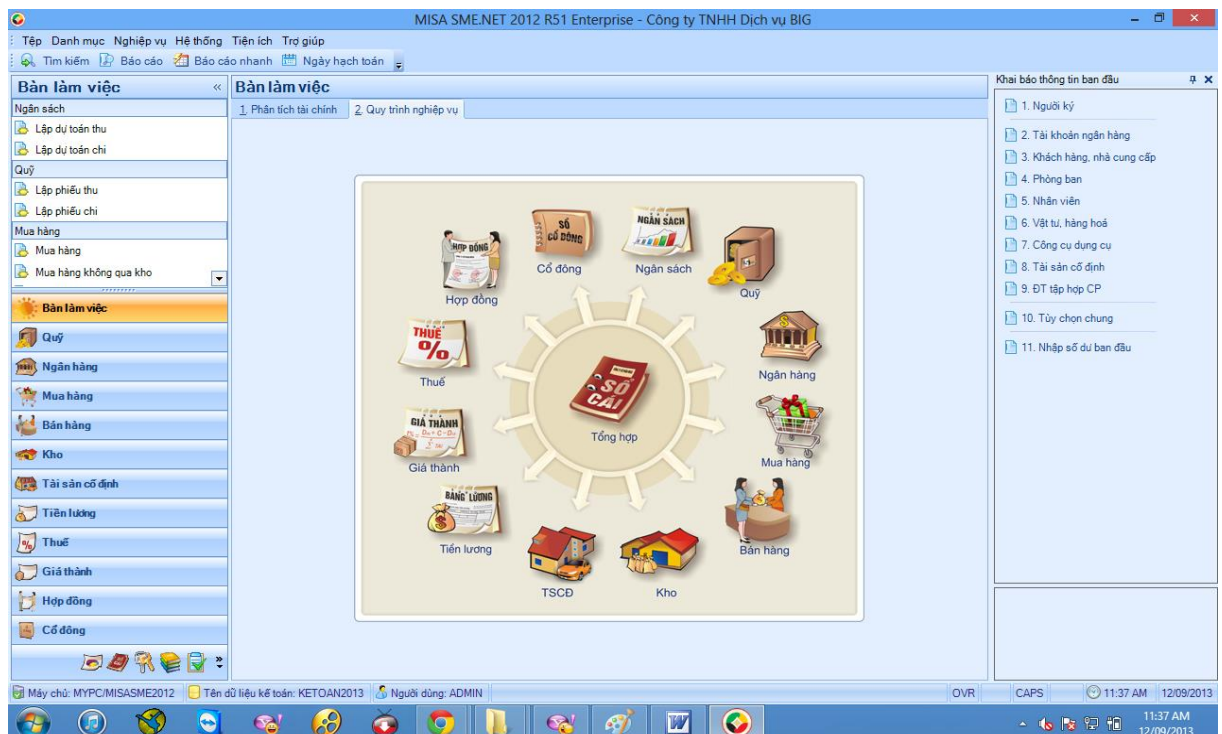 MISA SME.NET 2012 R51 Enterprise - Công ty TNHH Dịch vụ BIG
Tệp Danh mục Nghiệp vụ Hệ thống Tiện ích Trợ giúp
Tìm kiếm Báo cáo Báo cáo nhanh Ngày hạch toán
Bàn làm việc
Ngân sách
Lập dự toán thu
Lập dự toán chi
Quỹ
Lập phiếu thu
Lập phiếu chi
Mua hàng
Mua hàng
Mua hàng không qua kho
Bàn làm việc
Quỹ
Ngân hàng
Mua hàng
Bán hàng
Kho
Tài sản cố định
Tiền lương
Thuế
Giá thành
Hợp đồng
Cổ đông
Bàn làm việc
1. Phân tích tài chính 2. Quy trình nghiệp vụ
HỢP ĐỒNG
Hợp đồng
SỔ
CỔ ĐÔNG
Cổ đông
NGÂN SÁCH
Ngân sách
Quỹ
THUẾ
%
Thuế
Ngân hàng
SỔ
CÁI
Tổng hợp
GIÁ THÀNH
Giá thành
Mua hàng
BẢNG LƯƠNG
Tiền lương
Bán hàng
TSCĐ
Kho
Khai báo thông tin ban đầu
1. Người ký
2. Tài khoản ngân hàng
3. Khách hàng, nhà cung cấp
4. Phòng ban
5. Nhân viên
6. Vật tư, hàng hoá
7. Công cụ dụng cụ
8. Tài sản cố định
9. ĐT tập hợp CP
10. Tùy chọn chung
11. Nhập số dư ban đầu
Máy chủ: MYPC/MISASME2012 Tên dữ liệu kế toán: KETOAN2013 Người dùng: ADMIN OVR CAPS 11:37 AM 12/09/2013
11:37 AM
12/09/2013